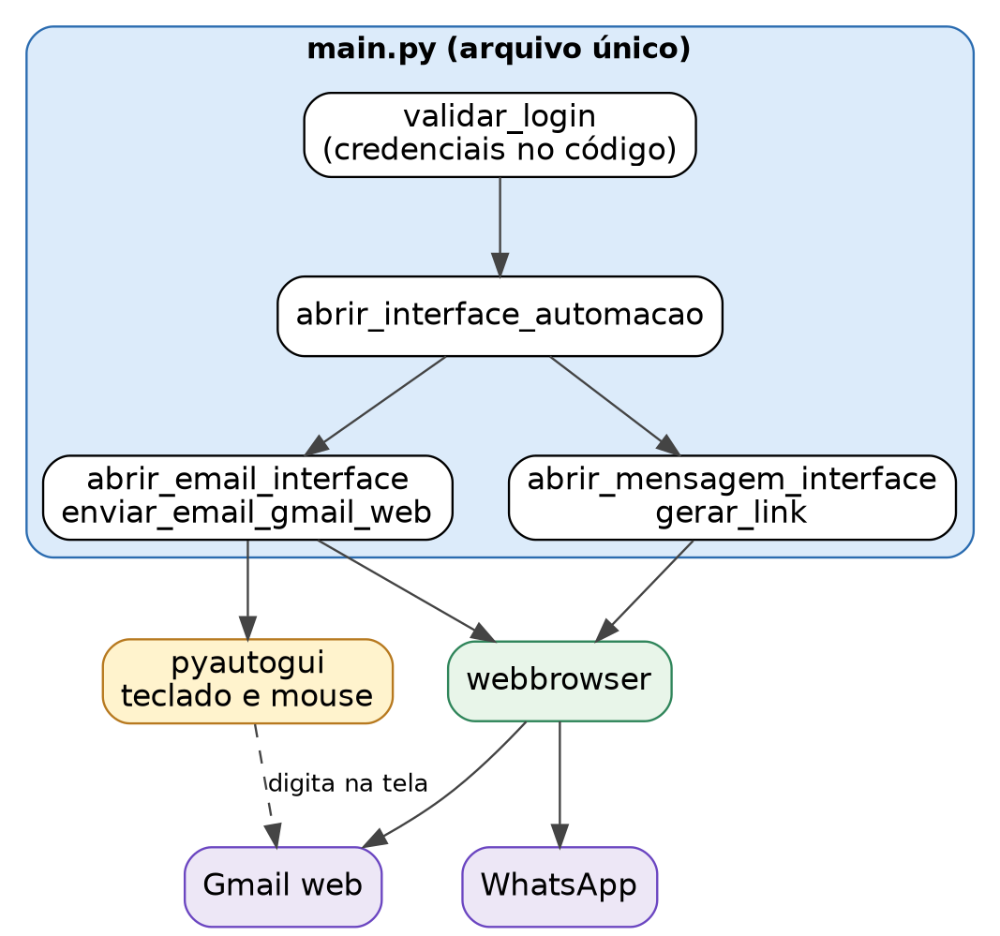 main.py (arquivo único)
validar_login
(credenciais no código)
abrir_interface_automacao
abrir_email_interface
enviar_email_gmail_web
abrir_mensagem_interface
gerar_link
pyautogui
teclado e mouse
webbrowser
digita na tela
Gmail web
WhatsApp